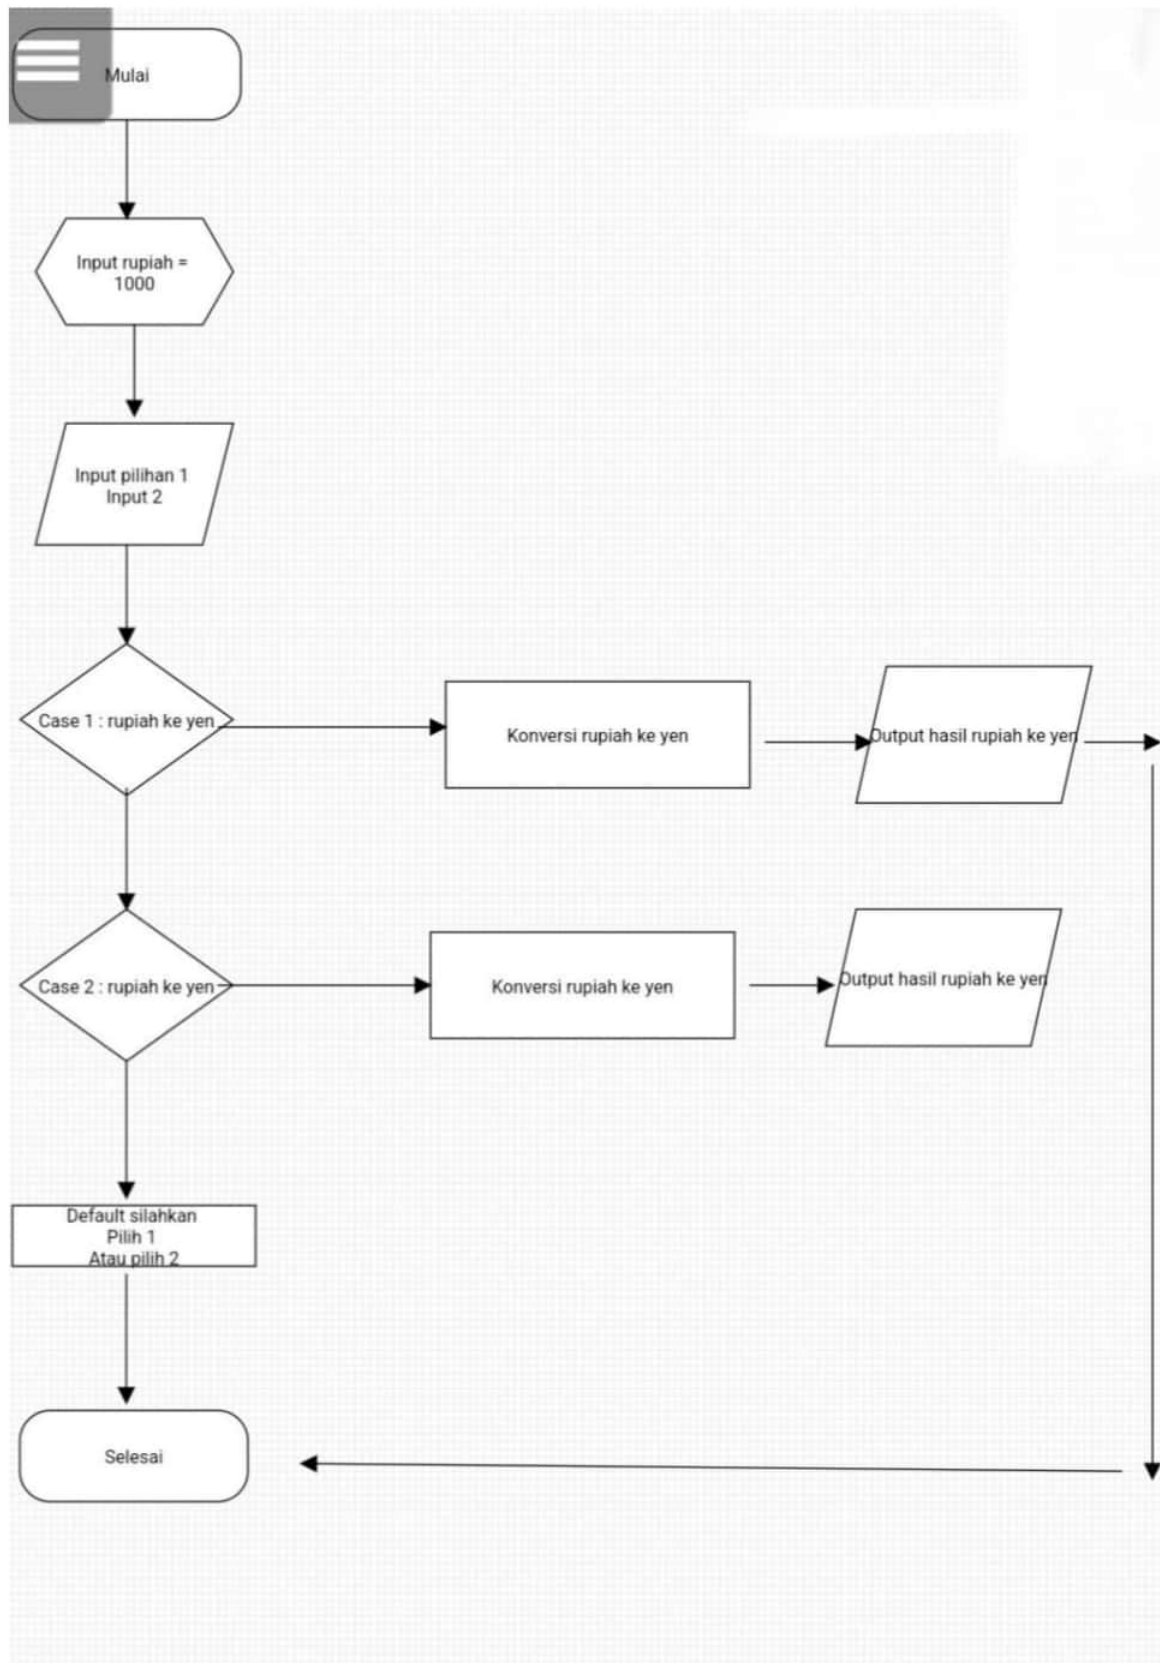 Mulai
Input rupiah =
1000
Input pilihan 1
Input 2
Case 1 : rupiah ke yen
Konversi rupiah ke yen
Output hasil rupiah ke yen
Case 2 : rupiah ke yen
Konversi rupiah ke yen
Output hasil rupiah ke yen
Default silahkan
Pilih 1
Atau pilih 2
Selesai